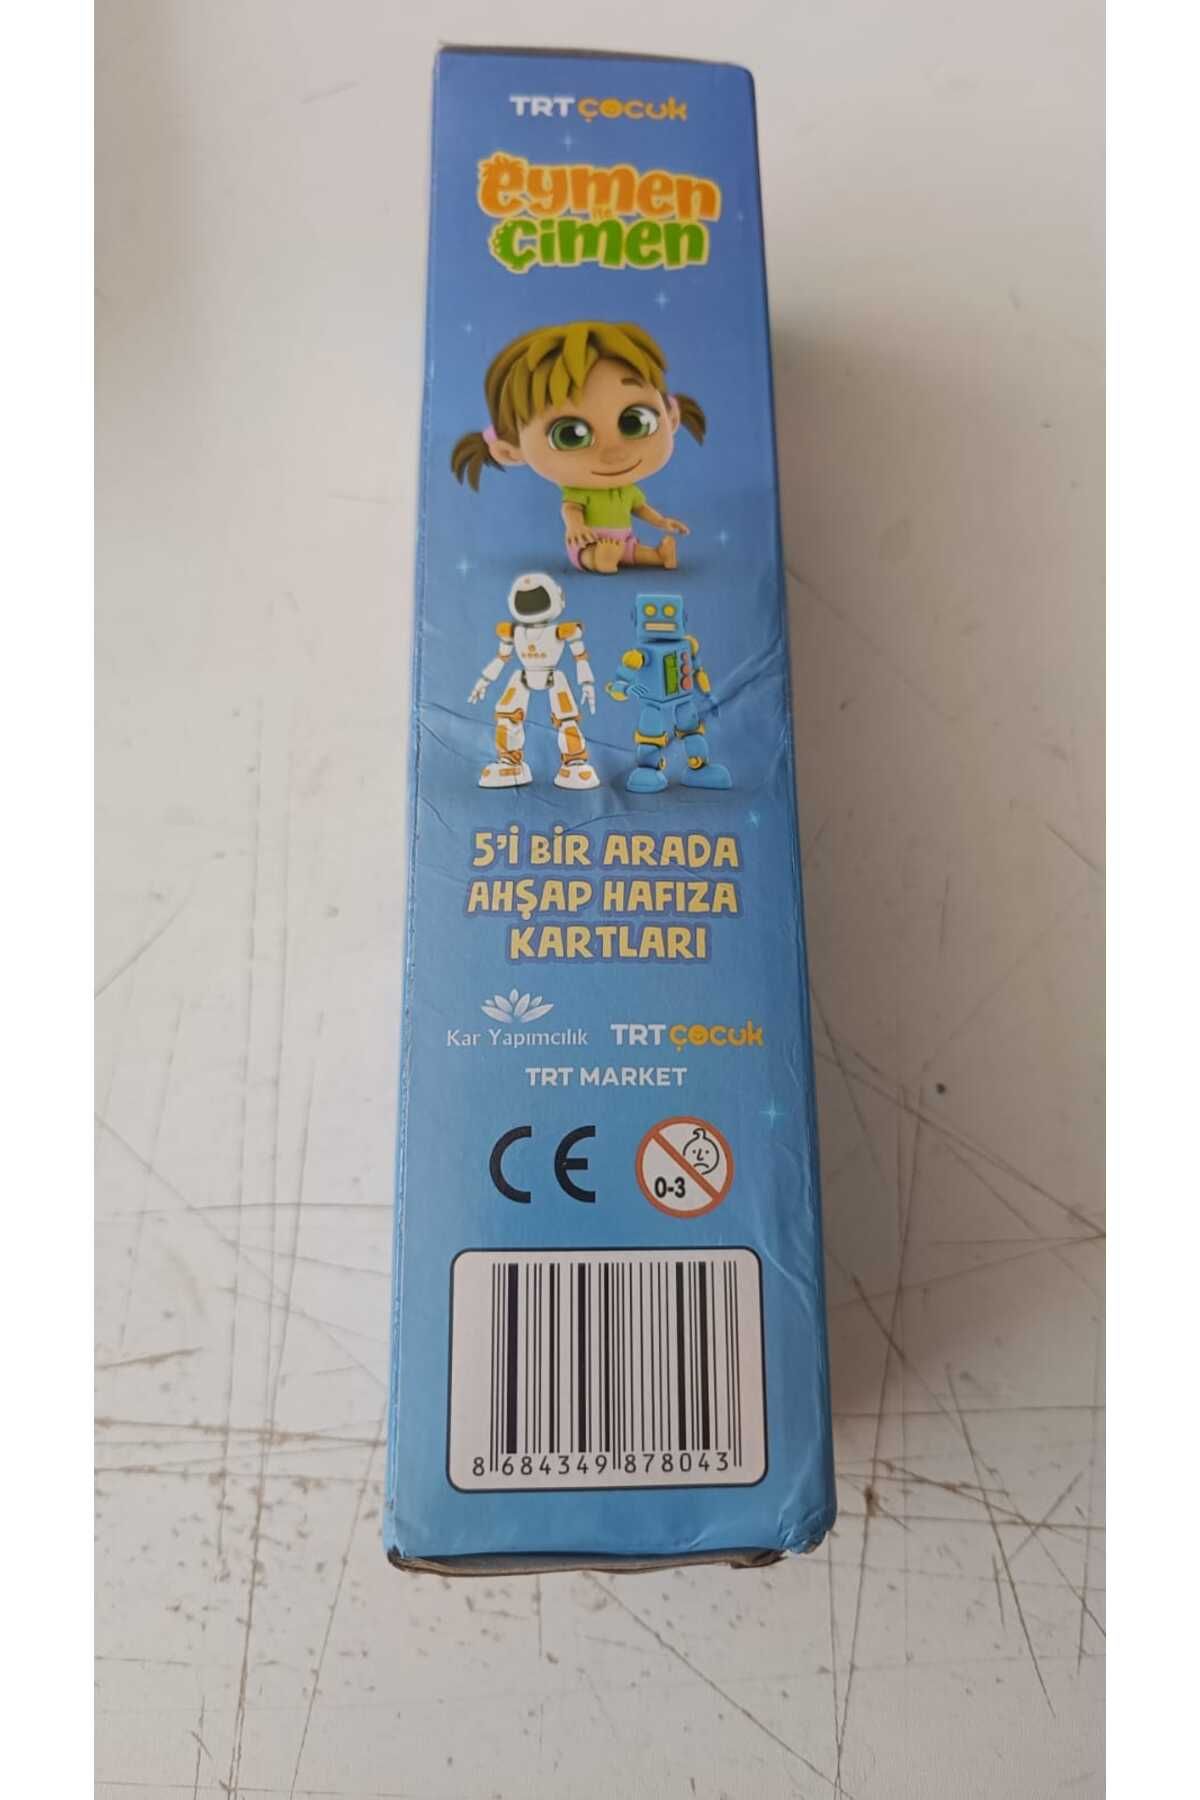 TRT çocuk
eymen
ile
çimen
5'İ BİR ARADA
AHŞAP HAFIZA
KARTLARI
Kar Yapımcılık TRT çocuk
TRT MARKET
CE 0-3
8 684349 878043